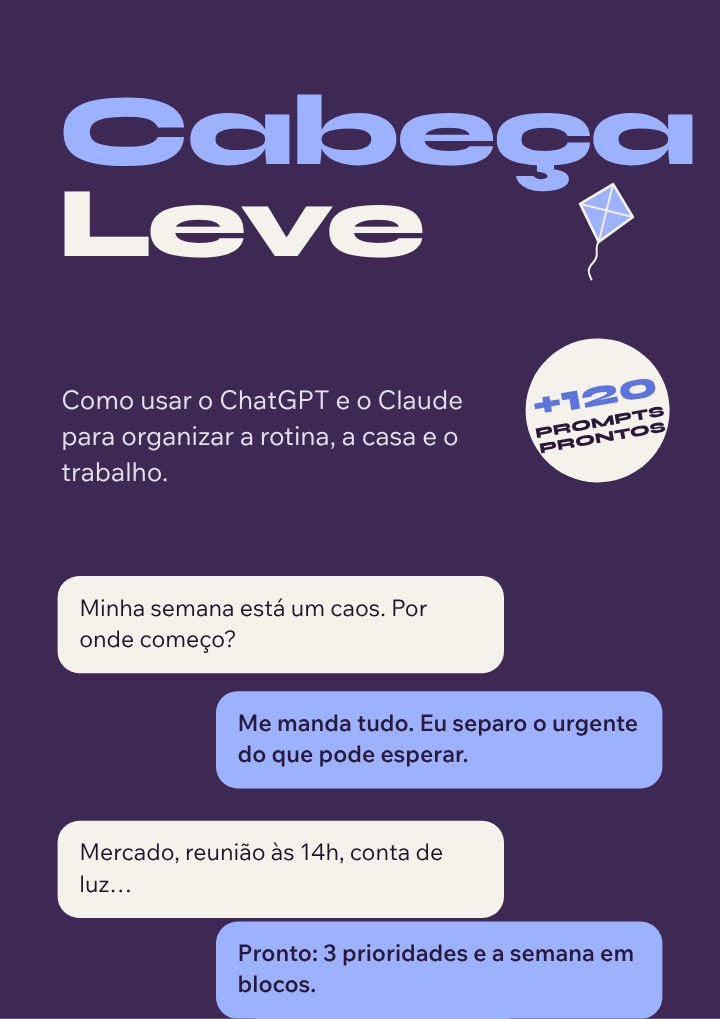 Cabeça
Leve
Como usar o ChatGPT e o Claude
para organizar a rotina, a casa e o
trabalho.
+120
PROMPTS
PRONTOS
Minha semana está um caos. Por
onde começo?
Me manda tudo. Eu separo o urgente
do que pode esperar.
Mercado, reunião às 14h, conta de
luz…
Pronto: 3 prioridades e a semana em
blocos.